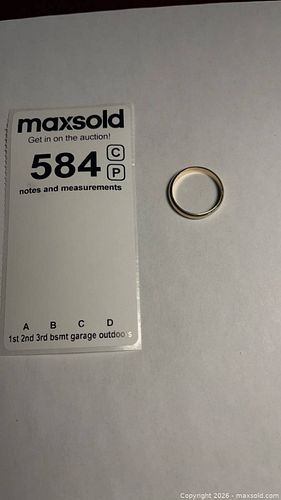 maxsold
Get in on the auction!
584 C
P
notes and measurements
A B C D
1st 2nd 3rd bsmt garage outdoors
Copyright 2026 - maxsold.com